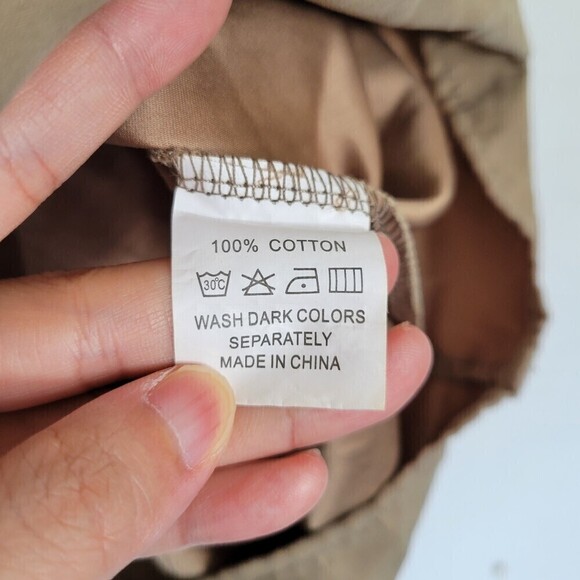 100% COTTON
30°C
WASH DARK COLORS
SEPARATELY
MADE IN CHINA